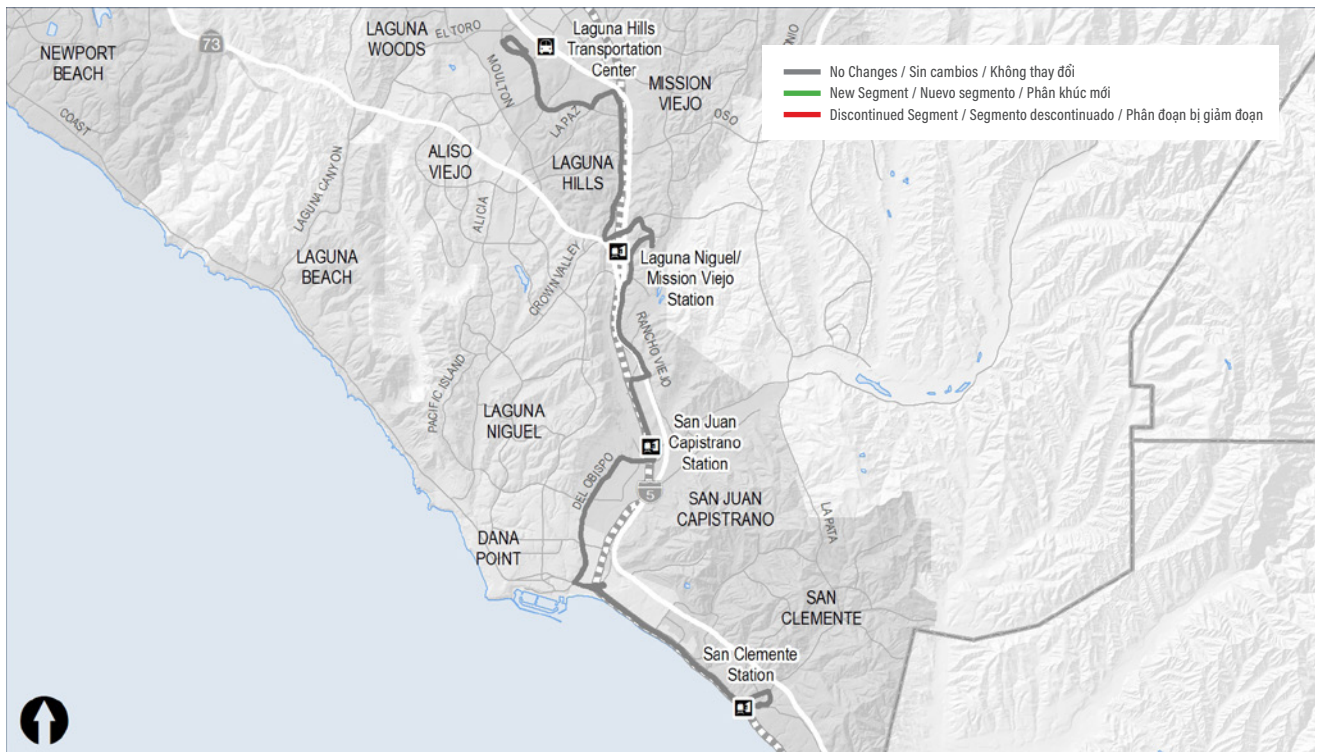 NEWPORT
BEACH
73
LAGUNA
WOODS
EL TORO
MOULTON
Laguna Hills
Transportation
Center
MISSION
VIEJO
No Changes / Sin cambios / Không thay đổi
New Segment / Nuevo segmento / Phân khúc mới
Discontinued Segment / Segmento descontinuado / Phân đoạn bị giảm đoạn
COAST
LA PAZ
OSO
ALISO
VIEJO
LAGUNA
HILLS
LAGUNA CANYON
ALICIA
LAGUNA
BEACH
CROWN VALLEY
Laguna Niguel/
Mission Viejo
Station
RANCHO VIEJO
PACIFIC ISLAND
LAGUNA
NIGUEL
San Juan
Capistrano
Station
DEL OBISPO
5
SAN JUAN
CAPISTRANO
LA PATA
DANA
POINT
SAN
CLEMENTE
San Clemente
Station